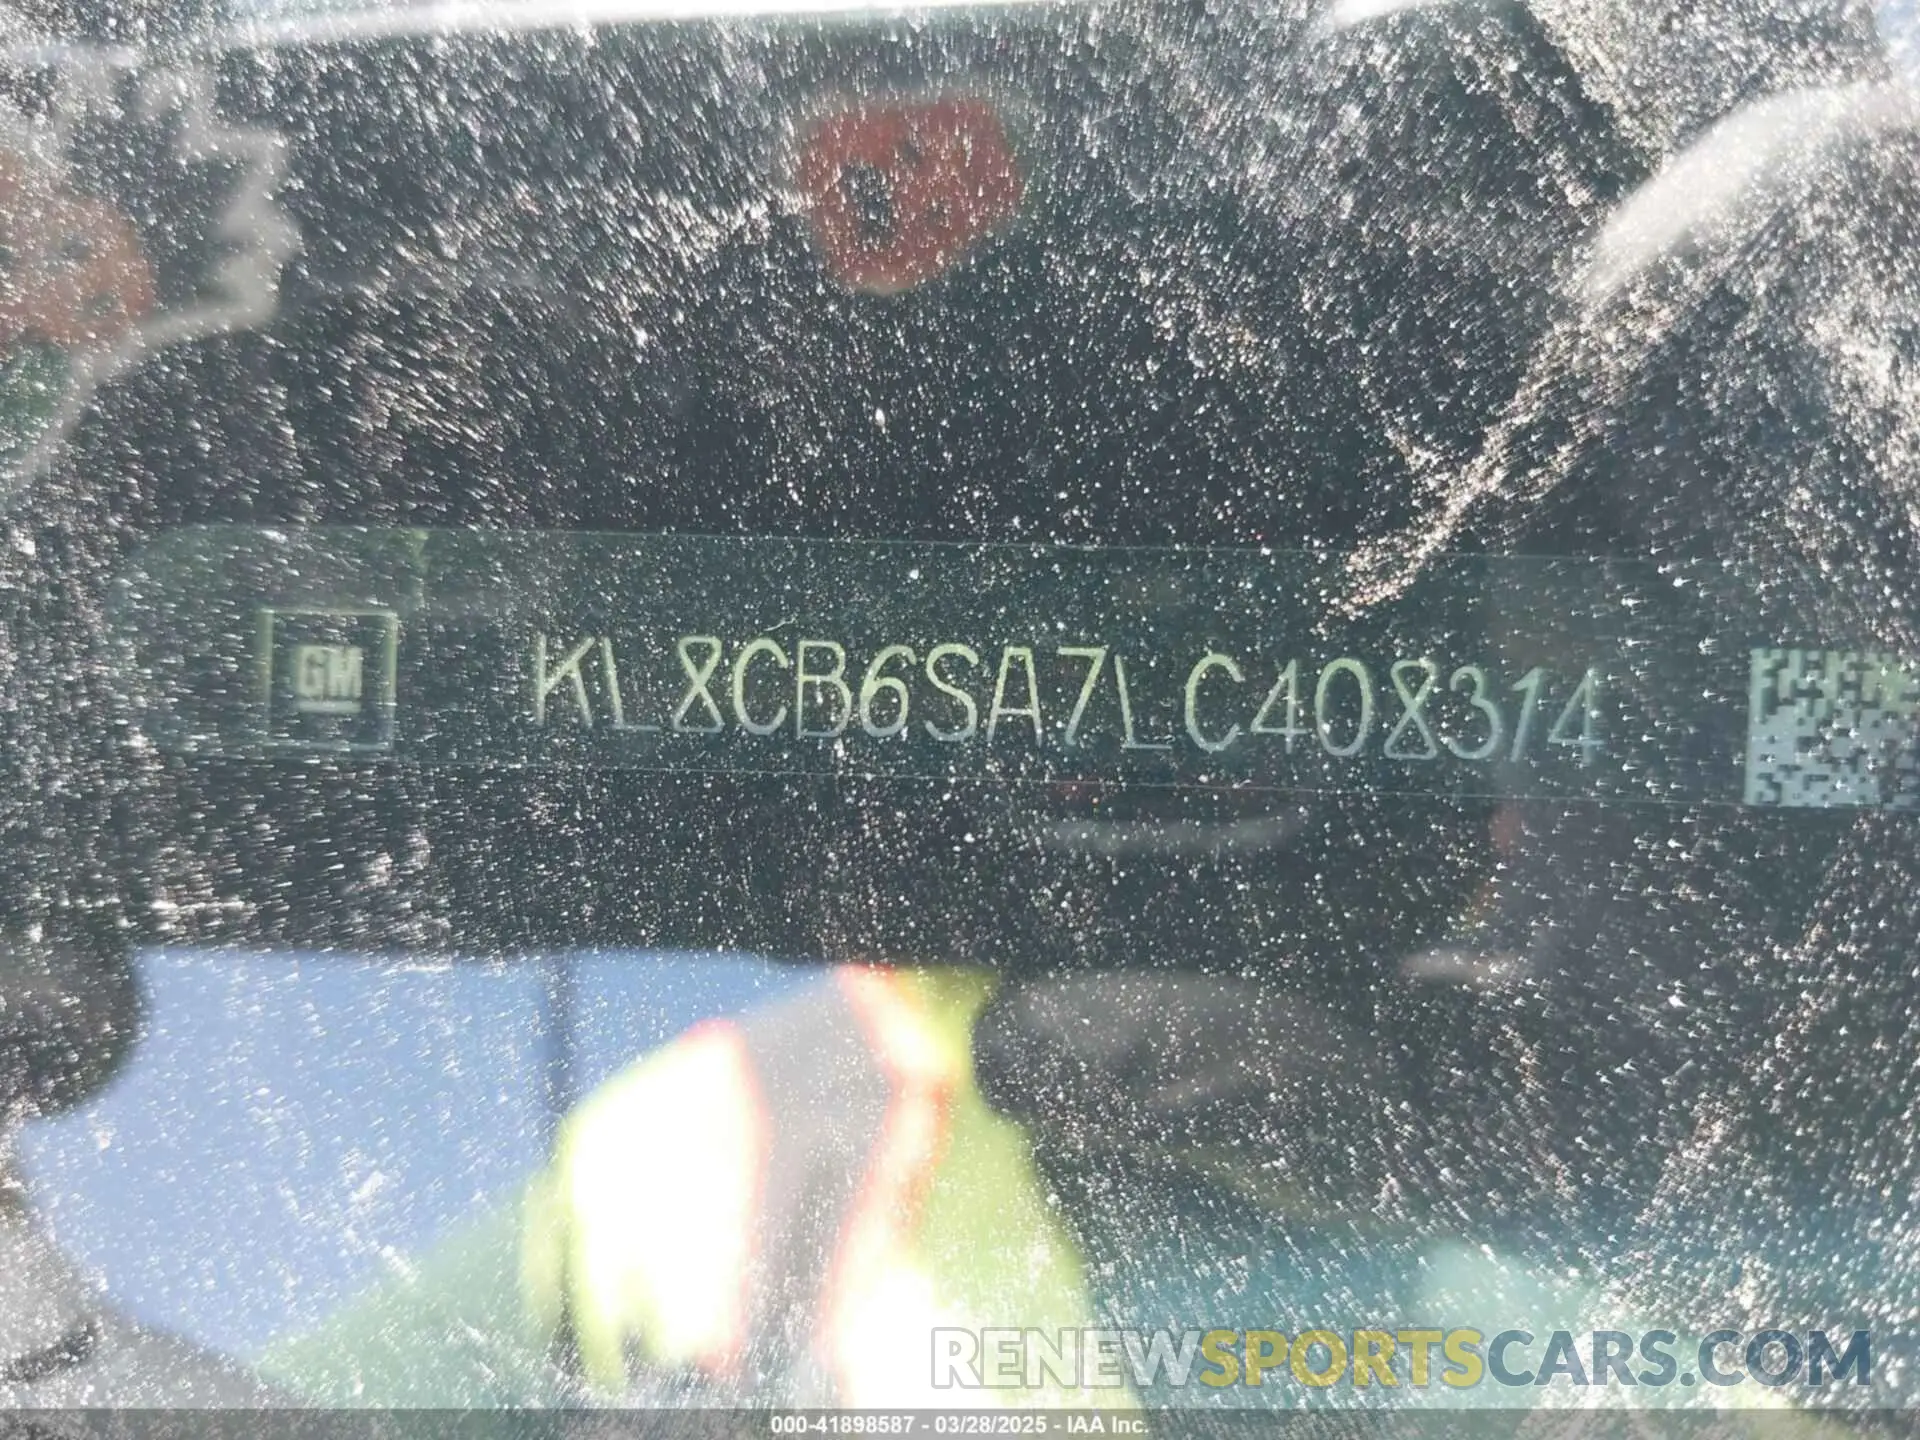 GM KL8CB6SA7LC408314
RENEWSPORTSCARS.COM
000-41898587 - 03/28/2025 - IAA Inc.